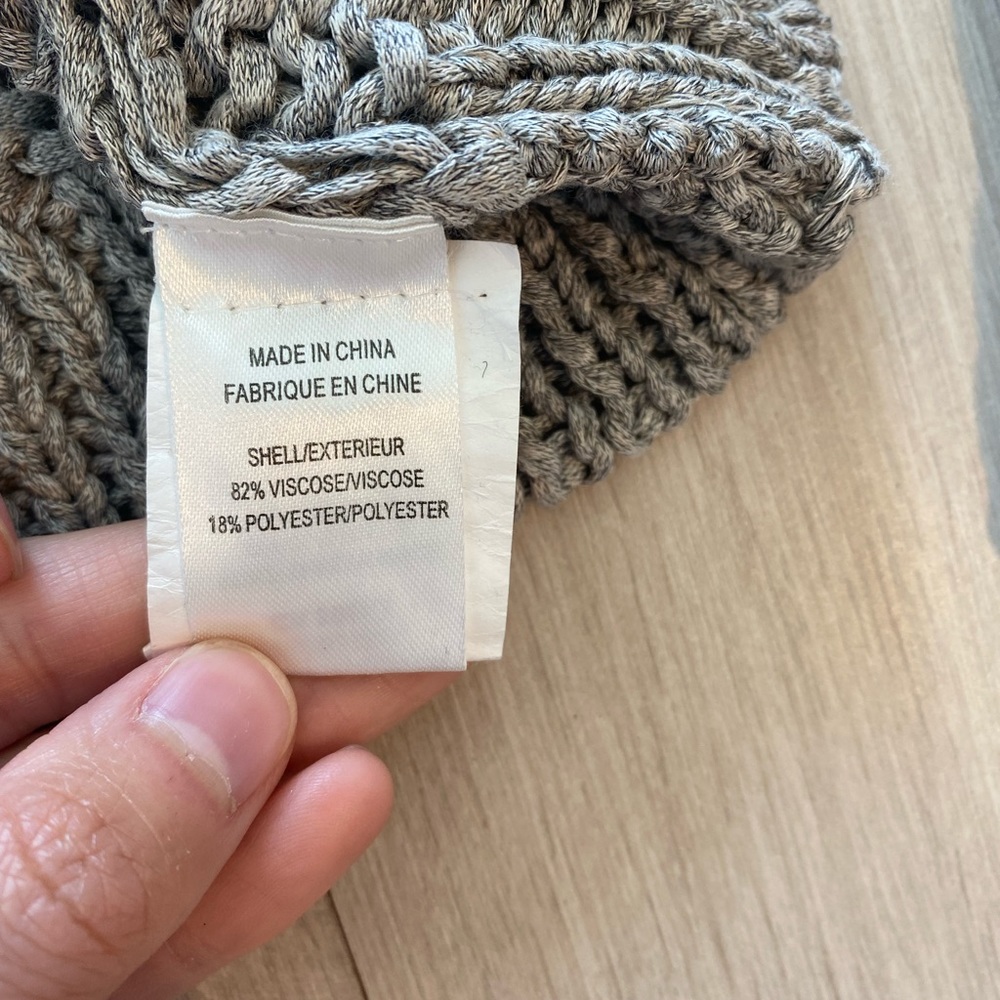 MADE IN CHINA
FABRIQUE EN CHINE
SHELL/EXTERIEUR
82% VISCOSE/VISCOSE
18% POLYESTER/POLYESTER